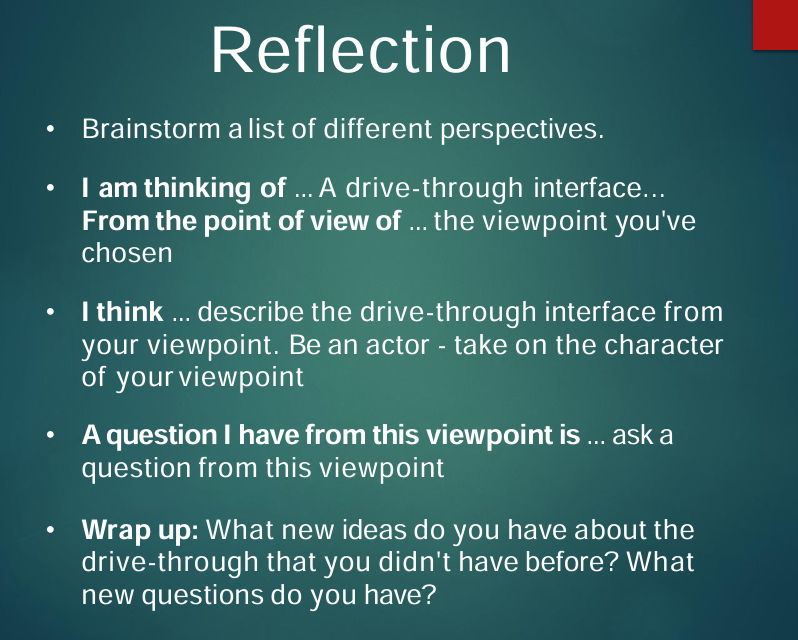 Reflection
• Brainstorm a list of different perspectives.
• I am thinking of ... A drive-through interface...
From the point of view of ... the viewpoint you've
chosen
• I think ... describe the drive-through interface from
your viewpoint. Be an actor - take on the character
of your viewpoint
• A question I have from this viewpoint is ... ask a
question from this viewpoint
• Wrap up: What new ideas do you have about the
drive-through that you didn't have before? What
new questions do you have?